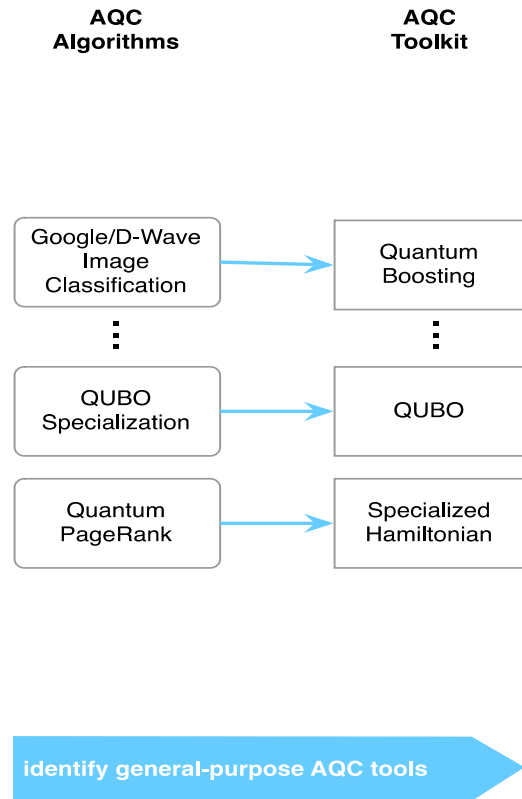 AQC
Algorithms
AQC
Toolkit
Google/D-Wave
Image
Classification
Quantum
Boosting
QUBO
Specialization
QUBO
Quantum
PageRank
Specialized
Hamiltonian
identify general-purpose AQC tools